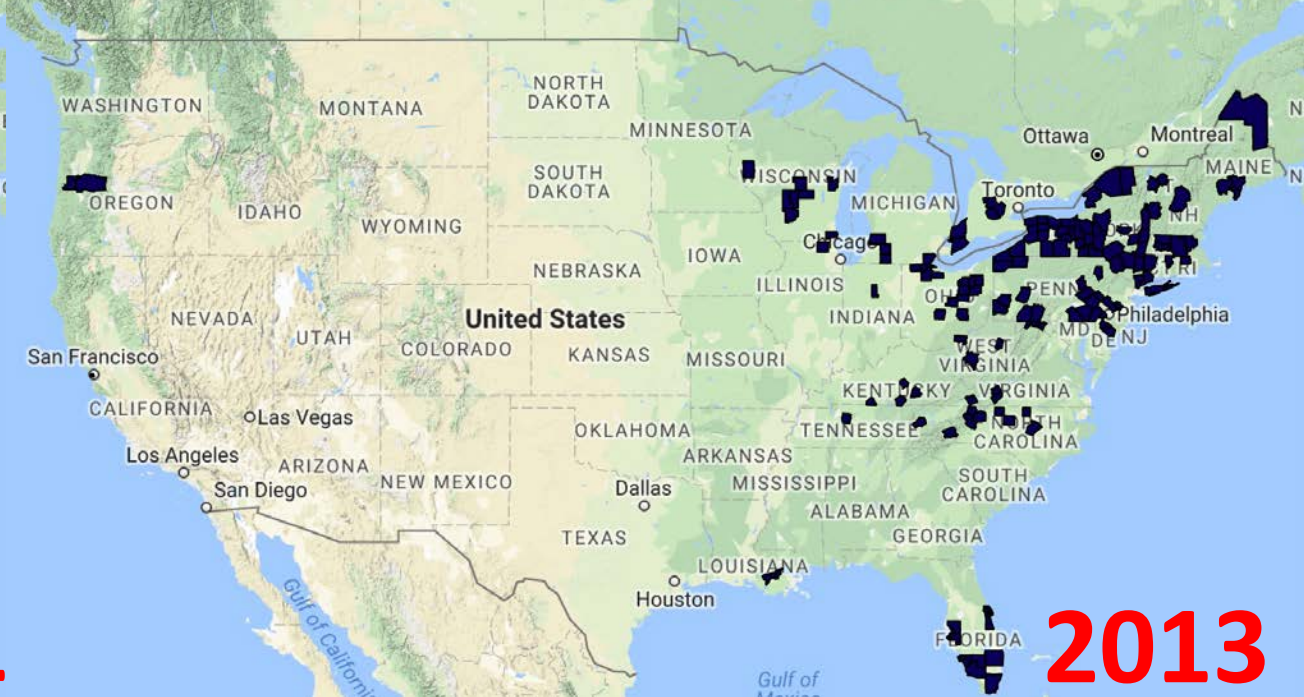 Ottawa
Montreal
WASHINGTON
MONTANA
NORTH
DAKOTA
MINNESOTA
MAINE
SOUTH
DAKOTA
WISCONSIN
Toronto
OREGON
IDAHO
WYOMING
MICHIGAN
NH
Chicago
IOWA
NEBRASKA
ILLINOIS
RI
PENN
NEVADA
UTAH
United States
INDIANA
Philadelphia
COLORADO
KANSAS
MISSOURI
MD
DE
NJ
WEST
VIRGINIA
San Francisco
KENTUCKY
VIRGINIA
CALIFORNIA
Las Vegas
OKLAHOMA
TENNESSEE
NORTH
CAROLINA
Los Angeles
ARIZONA
NEW MEXICO
ARKANSAS
MISSISSIPPI
SOUTH
CAROLINA
San Diego
Dallas
ALABAMA
TEXAS
GEORGIA
LOUISIANA
Houston
Gulf of California
FLORIDA
2013
Gulf of